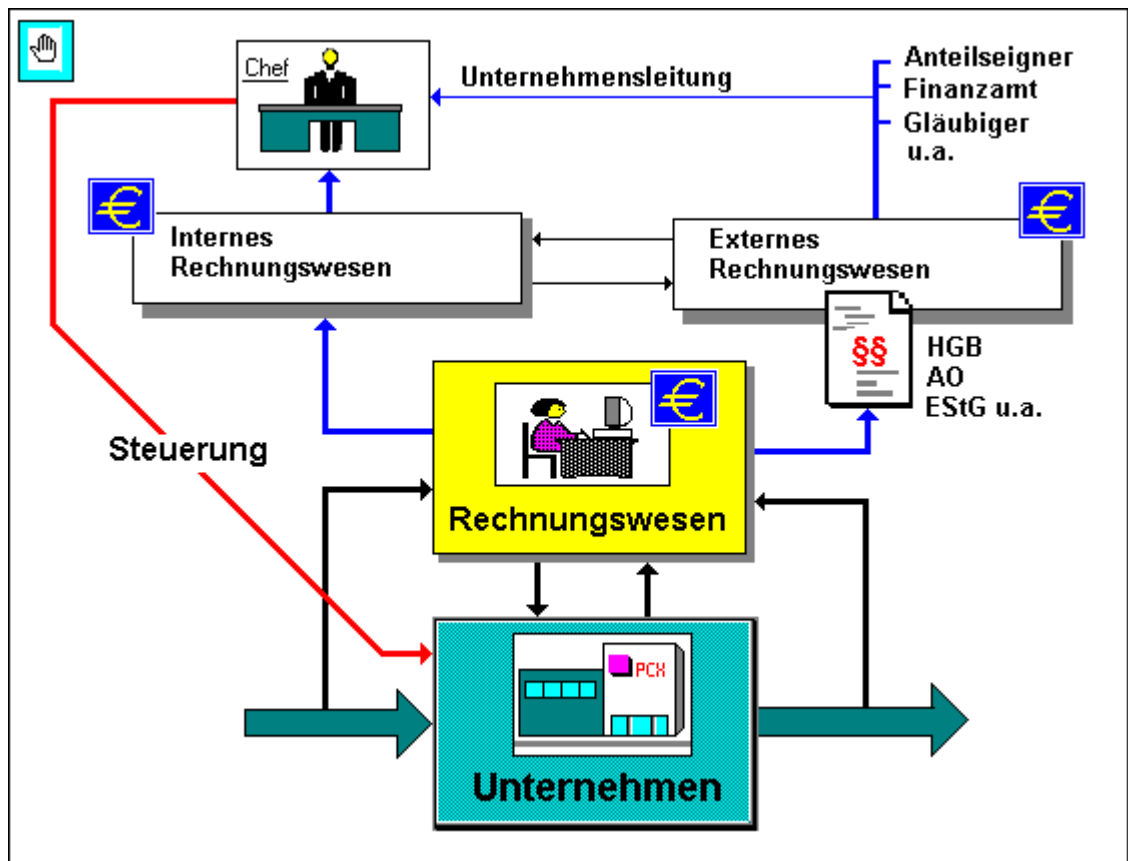 Chef
Unternehmensleitung
Anteilseigner
Finanzamt
Gläubiger
u.a.
€
Internes
Rechnungswesen
Externes
Rechnungswesen
€
§§
HGB
AO
EStG u.a.
€
Steuerung
Rechnungswesen
PCX
Unternehmen